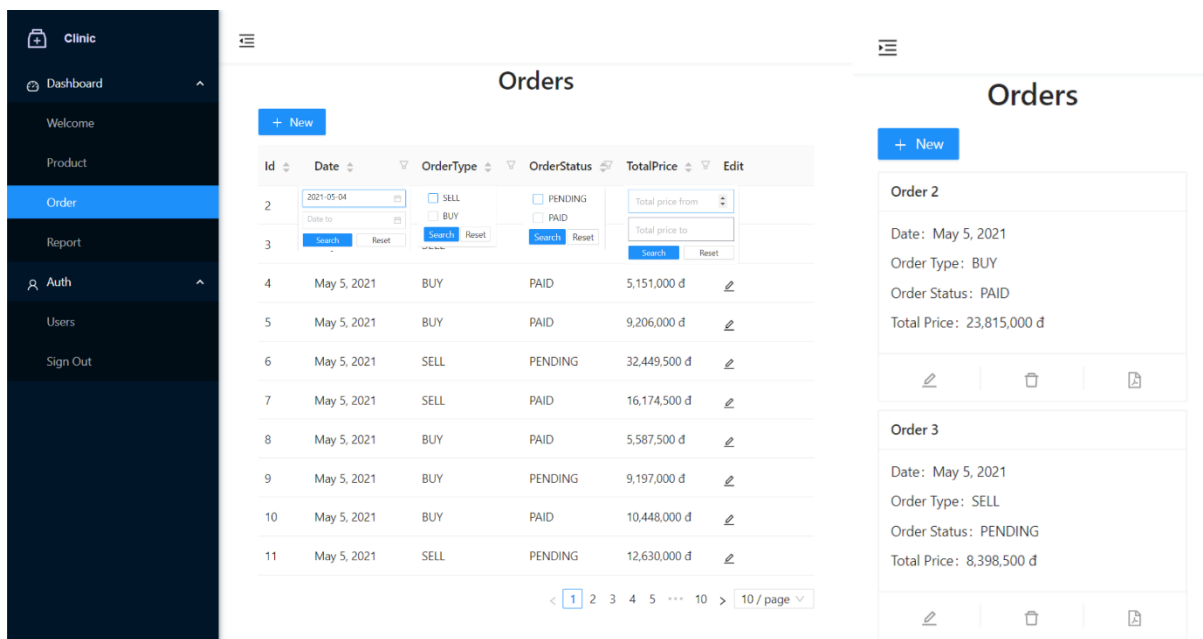 Clinic
Dashboard
Welcome
Product
Order
Report
Auth
Users
Sign Out
Orders
+ New
Id Date OrderType OrderStatus TotalPrice Edit
2 2021-05-04 SELL PENDING Total price from
Date to BUY PAID Total price to
Search Reset Search Reset Search Reset Search Reset
3
4 May 5, 2021 BUY PAID 5,151,000 đ
5 May 5, 2021 BUY PAID 9,206,000 đ
6 May 5, 2021 SELL PENDING 32,449,500 đ
7 May 5, 2021 SELL PAID 16,174,500 đ
8 May 5, 2021 BUY PAID 5,587,500 đ
9 May 5, 2021 BUY PENDING 9,197,000 đ
10 May 5, 2021 BUY PAID 10,448,000 đ
11 May 5, 2021 SELL PENDING 12,630,000 đ
< 1 2 3 4 5 ••• 10 > 10 / page
Orders
+ New
Order 2
Date: May 5, 2021
Order Type: BUY
Order Status: PAID
Total Price: 23,815,000 đ
Order 3
Date: May 5, 2021
Order Type: SELL
Order Status: PENDING
Total Price: 8,398,500 đ